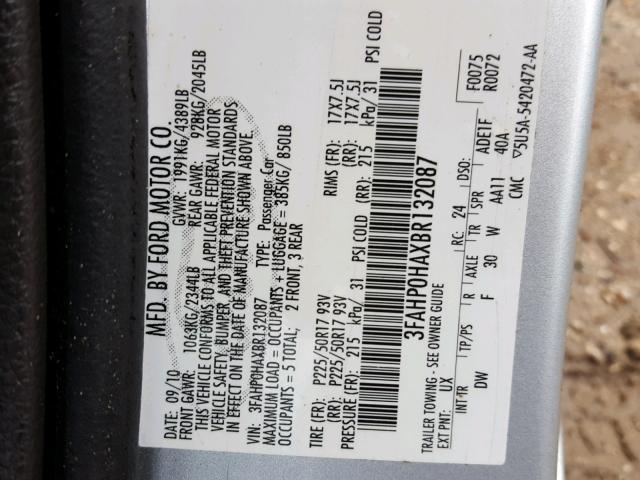 MFD. BY FORD MOTOR CO.
DATE: 09/10 GVWR: 1991KG/4389LB
FRONT GAWR: 1063KG/2344LB REAR GAWR: 928KG/2045LB
THIS VEHICLE CONFORMS TO ALL APPLICABLE FEDERAL MOTOR
VEHICLE SAFETY, BUMPER, AND THEFT PREVENTION STANDARDS
IN EFFECT ON THE DATE OF MANUFACTURE SHOWN ABOVE.
VIN: 3FAHP0HAXBR132087 TYPE: Passenger Car
MAXIMUM LOAD = OCCUPANTS + LUGGAGE = 385KG/ 850LB
OCCUPANTS = 5 TOTAL; 2 FRONT, 3 REAR
TIRE (FR): P225/50R17 93V RIMS (FR): 17X7.5J
(RR): P225/50R17 93V (RR): 17X7.5J
PRESSURE (FR): 215 kPa/ 31 PSI COLD (RR): 215 kPa/ 31 PSI COLD
3FAHP0HAXBR132087
TRAILER TOWING - SEE OWNER GUIDE F0075
EXT PNT: UX RC: 24 DSO: R0072
INT TR TP/PS R AXLE TR SPR ADE1F
DW F 30 W AA11 40A
CMC ▽5U5A-5420472-AA